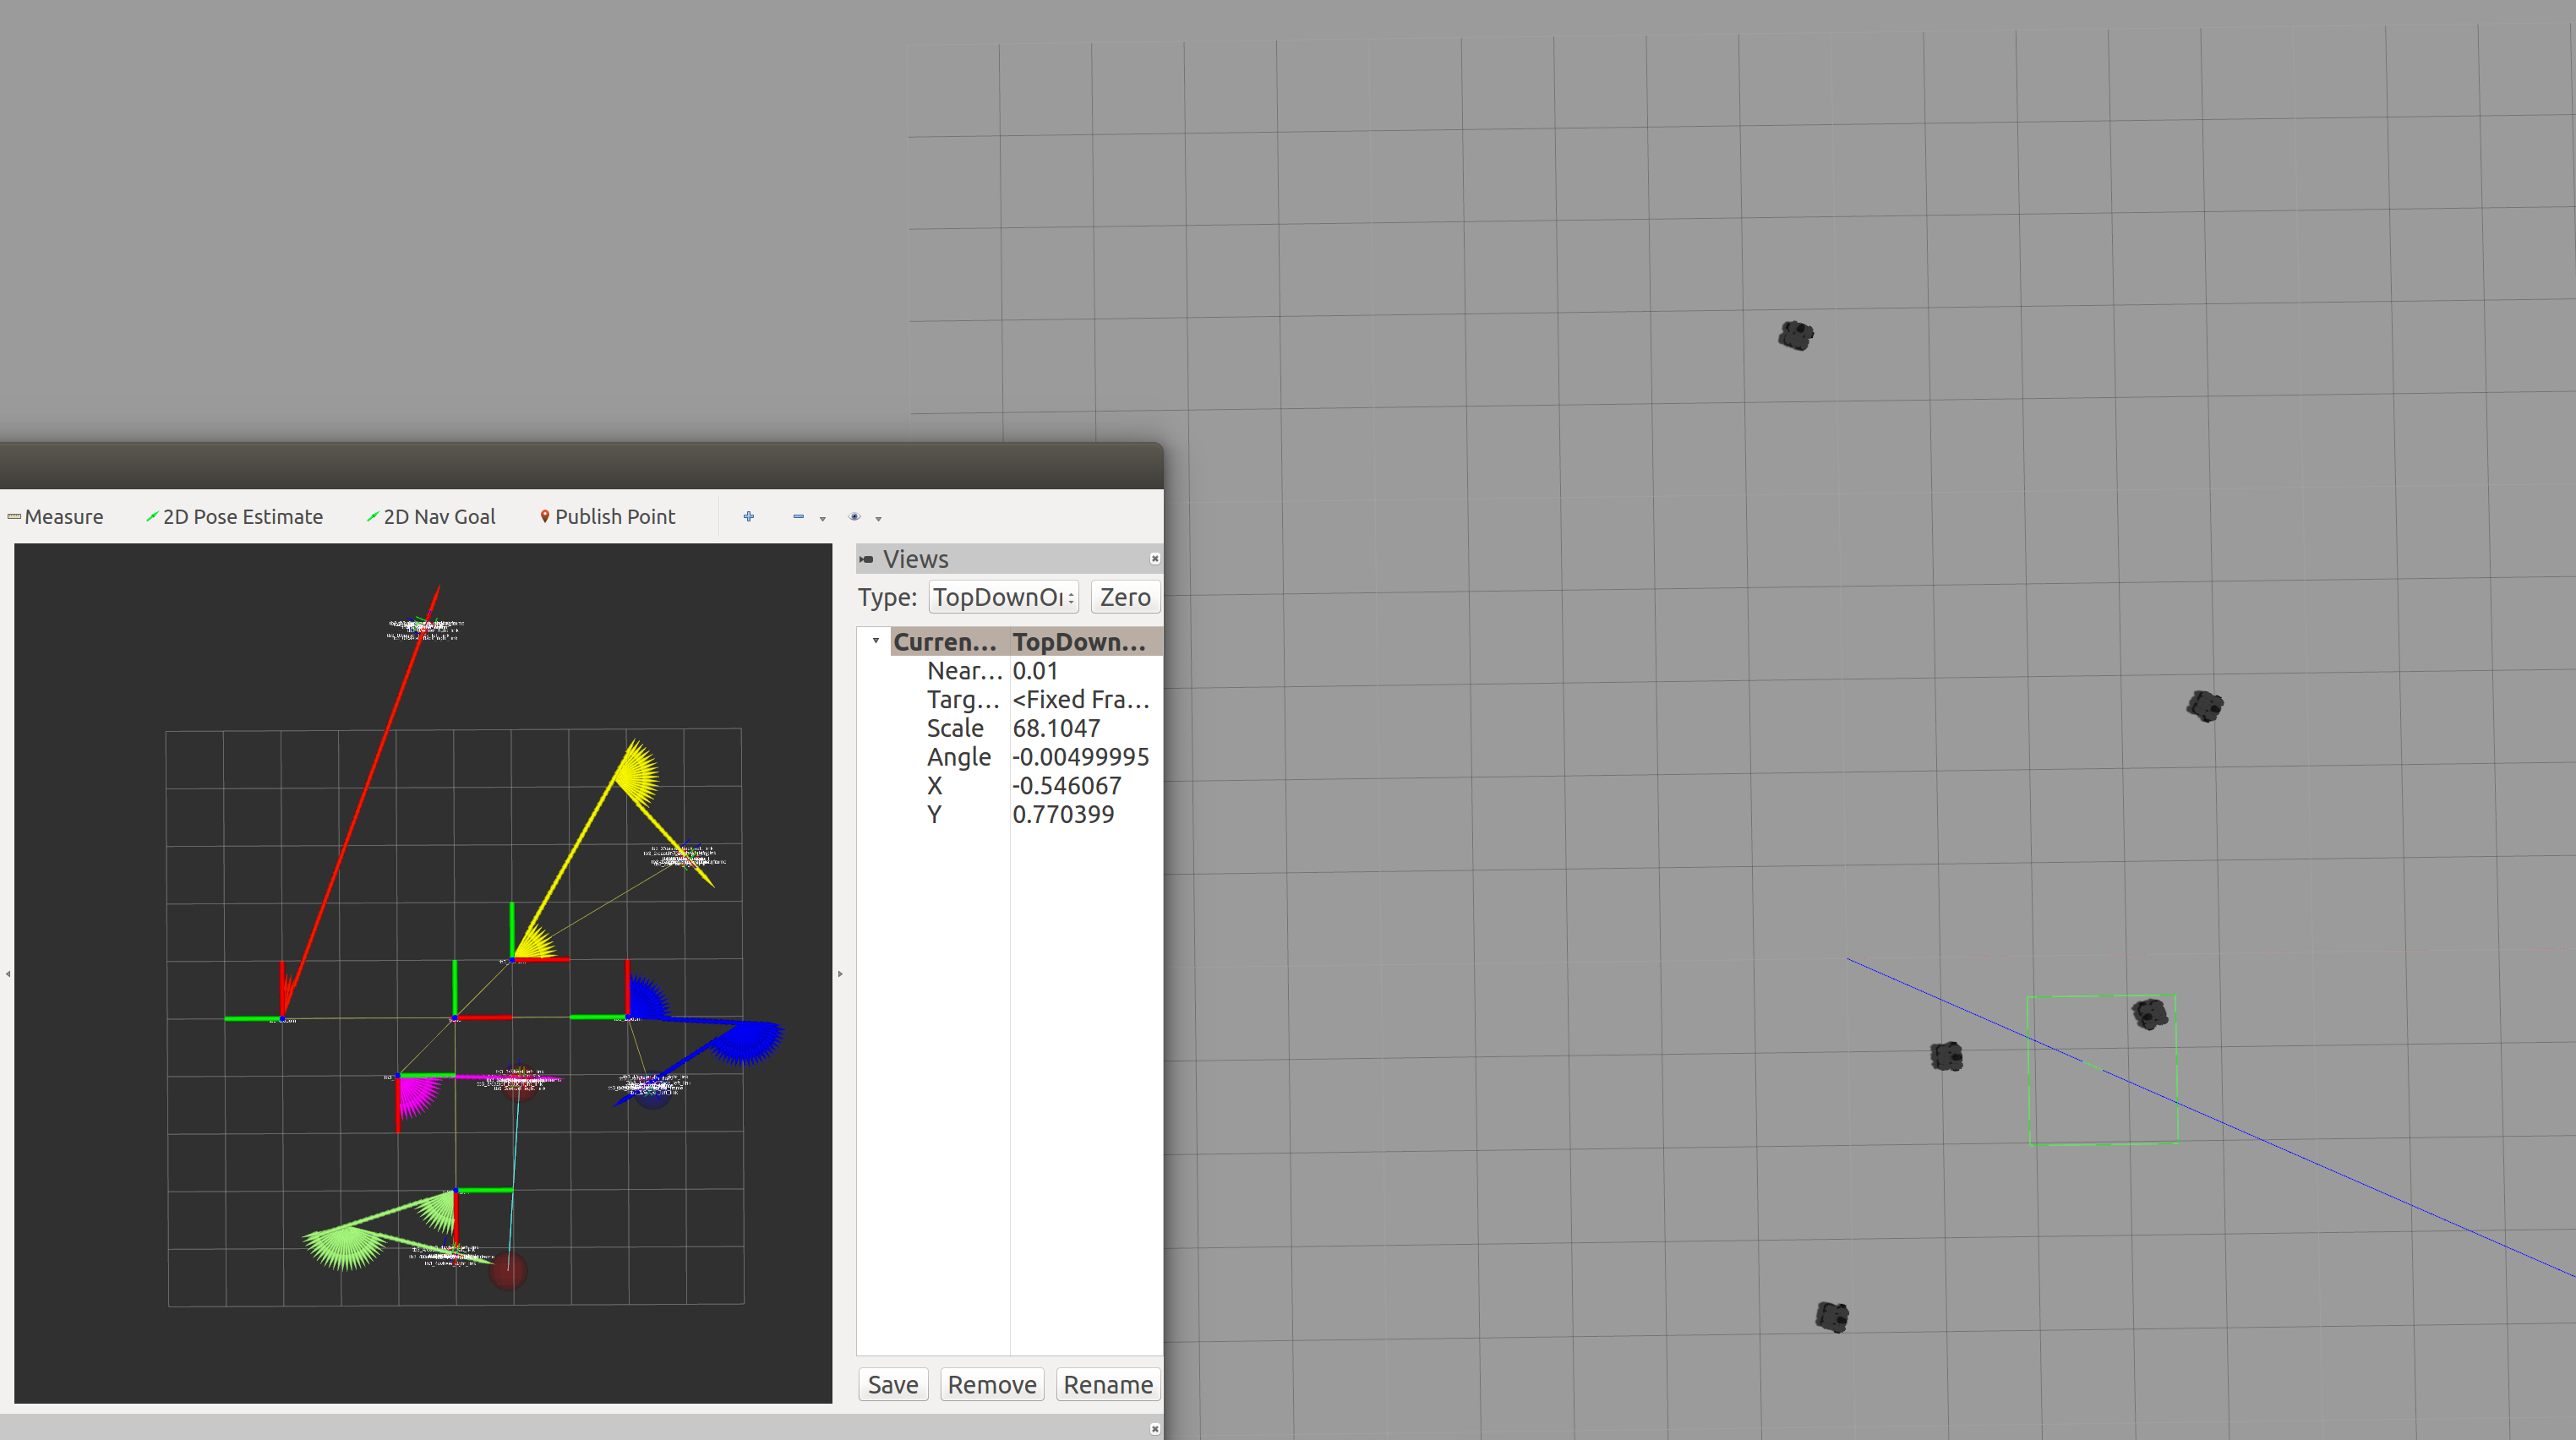 Measure 2D Pose Estimate 2D Nav Goal Publish Point
Views
Type: TopDownOr Zero
Curren... TopDown...
Near... 0.01
Targ... <Fixed Fra...
Scale 68.1047
Angle -0.00499995
X -0.546067
Y 0.770399
Save Remove Rename